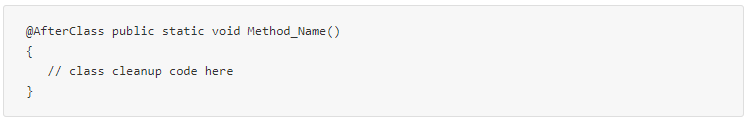 @AfterClass public static void Method_Name()
{
   // class cleanup code here
}